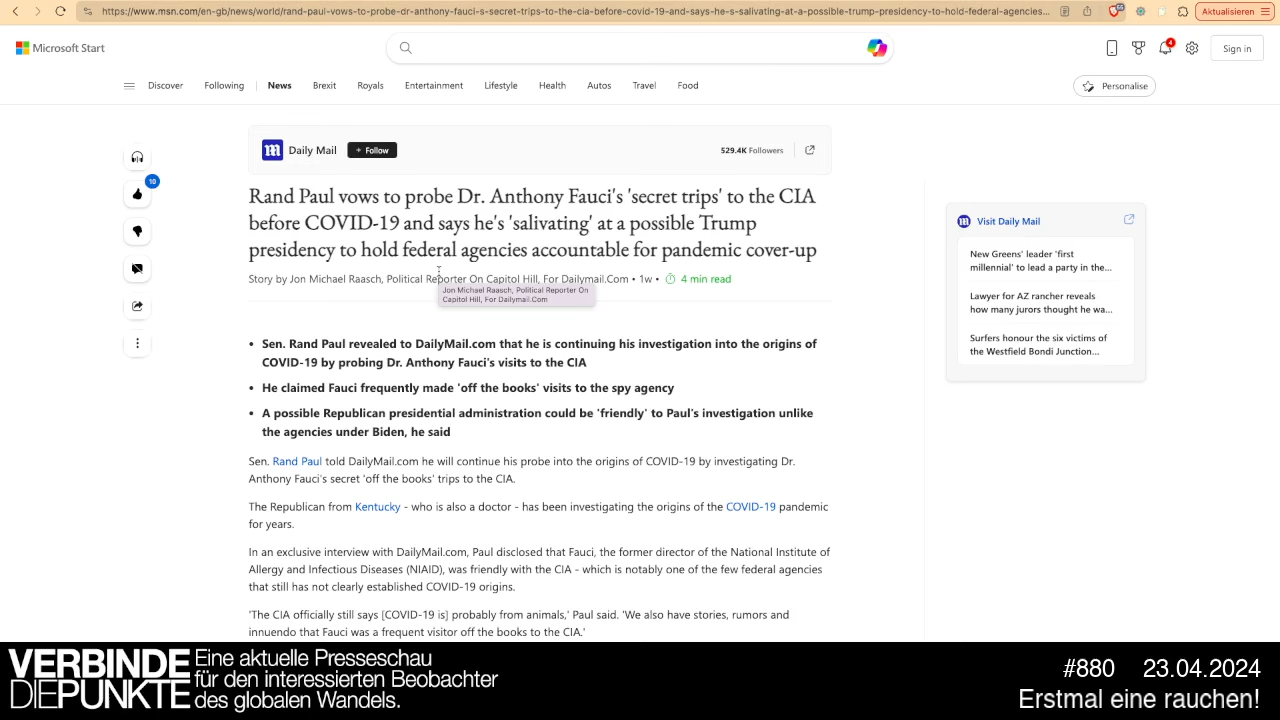 https://www.msn.com/en-gb/news/world/rand-paul-vows-to-probe-dr-anthony-fauci-s-secret-trips-to-the-cia-before-covid-19-and-says-he-s-salivating-at-a-possible-trump-presidency-to-hold-federal-agencies...
Aktualisieren
Microsoft Start
4
Sign in
Discover
Following
News
Brexit
Royals
Entertainment
Lifestyle
Health
Autos
Travel
Food
Personalise
m Daily Mail
+ Follow
529.4K Followers
10
Rand Paul vows to probe Dr. Anthony Fauci's 'secret trips' to the CIA
before COVID-19 and says he's 'salivating' at a possible Trump
presidency to hold federal agencies accountable for pandemic cover-up
Story by Jon Michael Raasch, Political Reporter On Capitol Hill, For Dailymail.Com • 1w •
4 min read
Jon Michael Raasch, Political Reporter On
Capitol Hill, For Dailymail.Com
• Sen. Rand Paul revealed to DailyMail.com that he is continuing his investigation into the origins of
COVID-19 by probing Dr. Anthony Fauci's visits to the CIA
• He claimed Fauci frequently made 'off the books' visits to the spy agency
• A possible Republican presidential administration could be 'friendly' to Paul's investigation unlike
the agencies under Biden, he said
Sen. Rand Paul told DailyMail.com he will continue his probe into the origins of COVID-19 by investigating Dr.
Anthony Fauci's secret 'off the books' trips to the CIA.
The Republican from Kentucky - who is also a doctor - has been investigating the origins of the COVID-19 pandemic
for years.
In an exclusive interview with DailyMail.com, Paul disclosed that Fauci, the former director of the National Institute of
Allergy and Infectious Diseases (NIAID), was friendly with the CIA - which is notably one of the few federal agencies
that still has not clearly established COVID-19 origins.
'The CIA officially still says [COVID-19 is] probably from animals,' Paul said. 'We also have stories, rumors and
innuendo that Fauci was a frequent visitor off the books to the CIA.'
m Visit Daily Mail
New Greens' leader 'first
millennial' to lead a party in the...
Lawyer for AZ rancher reveals
how many jurors thought he wa...
Surfers honour the six victims of
the Westfield Bondi Junction...
VERBINDE
DIEPUNKTE
Eine aktuelle Presseschau
für den interessierten Beobachter
des globalen Wandels.
#880 23.04.2024
Erstmal eine rauchen!